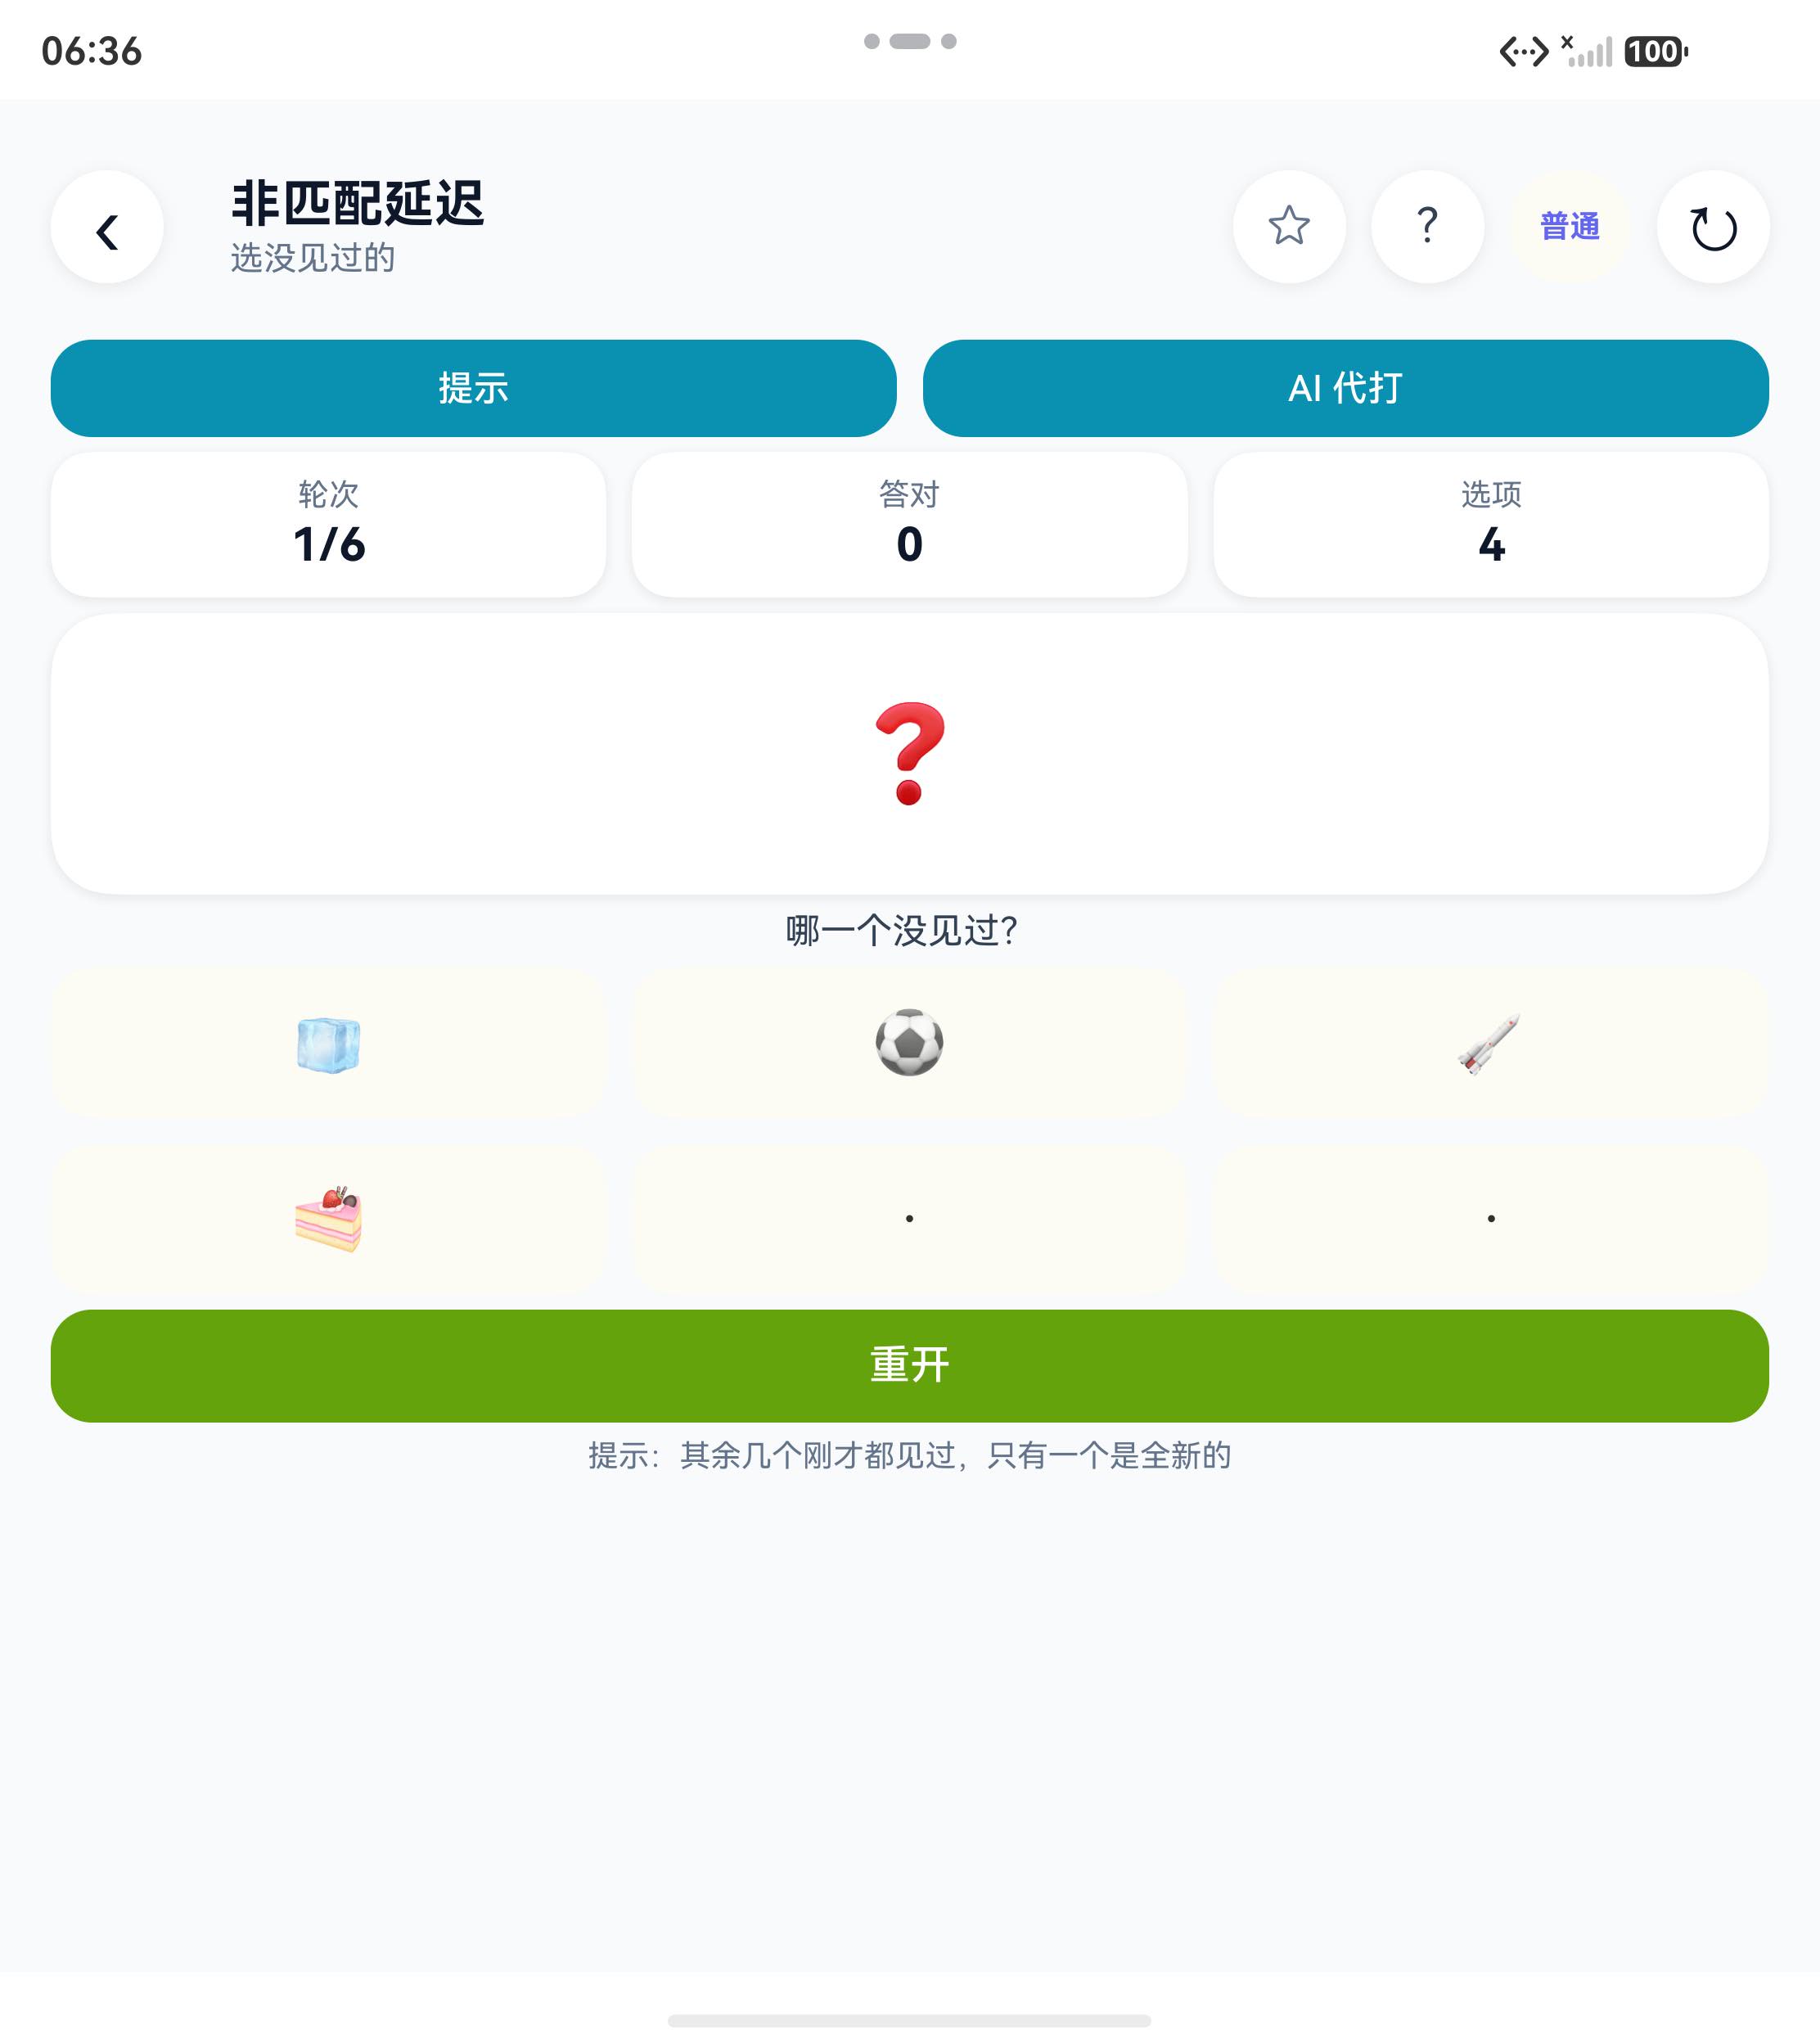 06:36
100
非匹配延迟
选没见过的
?
普通
提示
AI 代打
轮次
1/6
答对
0
选项
4
❓
哪一个没见过？
重开
提示：其余几个刚才都见过，只有一个是全新的